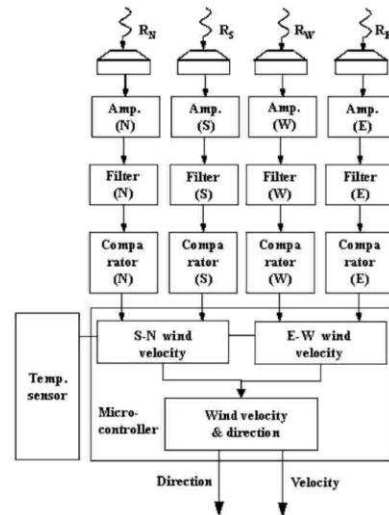 R_N R_S R_W R_E
Amp. Amp. Amp. Amp.
(N) (S) (W) (E)
Filter Filter Filter Filter
(N) (S) (W) (E)
Compa Compa Compa Compa
rator rator rator rator
(N) (S) (W) (E)
S-N wind E-W wind
velocity velocity
Temp.
sensor
Micro-
controller
Wind velocity
& direction
Direction Velocity